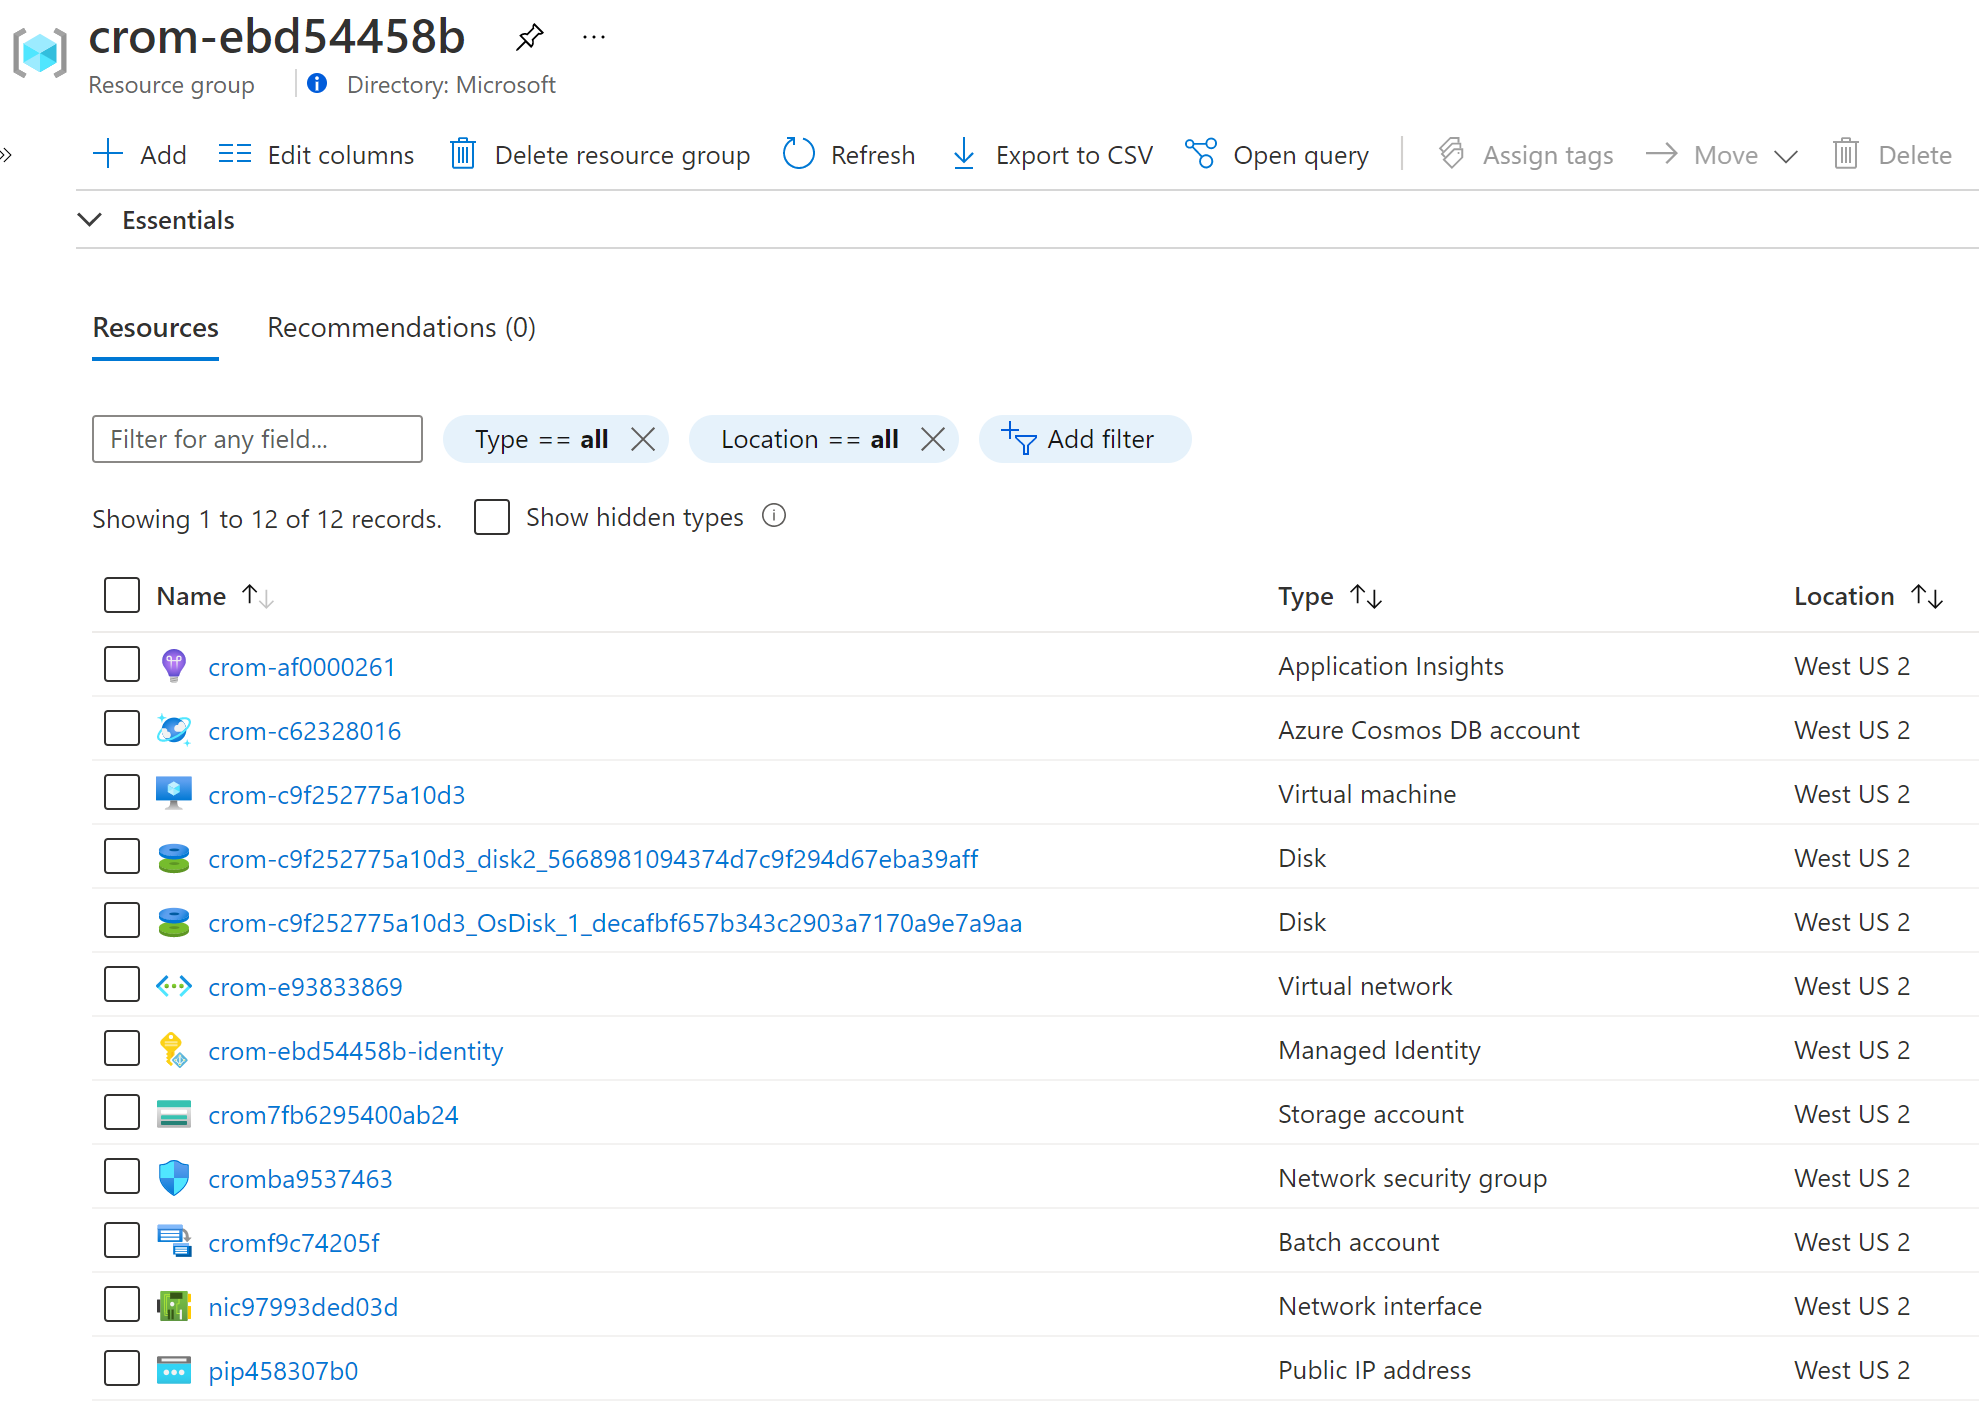 crom-ebd54458b
Resource group Directory: Microsoft
Add Edit columns Delete resource group Refresh Export to CSV Open query Assign tags Move Delete
Essentials
Resources Recommendations (0)
Filter for any field... Type == all Location == all Add filter
Showing 1 to 12 of 12 records. Show hidden types
Name Type Location
crom-af0000261 Application Insights West US 2
crom-c62328016 Azure Cosmos DB account West US 2
crom-c9f252775a10d3 Virtual machine West US 2
crom-c9f252775a10d3_disk2_5668981094374d7c9f294d67eba39aff Disk West US 2
crom-c9f252775a10d3_OsDisk_1_decafbf657b343c2903a7170a9e7a9aa Disk West US 2
crom-e93833869 Virtual network West US 2
crom-ebd54458b-identity Managed Identity West US 2
crom7fb6295400ab24 Storage account West US 2
cromba9537463 Network security group West US 2
cromf9c74205f Batch account West US 2
nic97993ded03d Network interface West US 2
pip458307b0 Public IP address West US 2